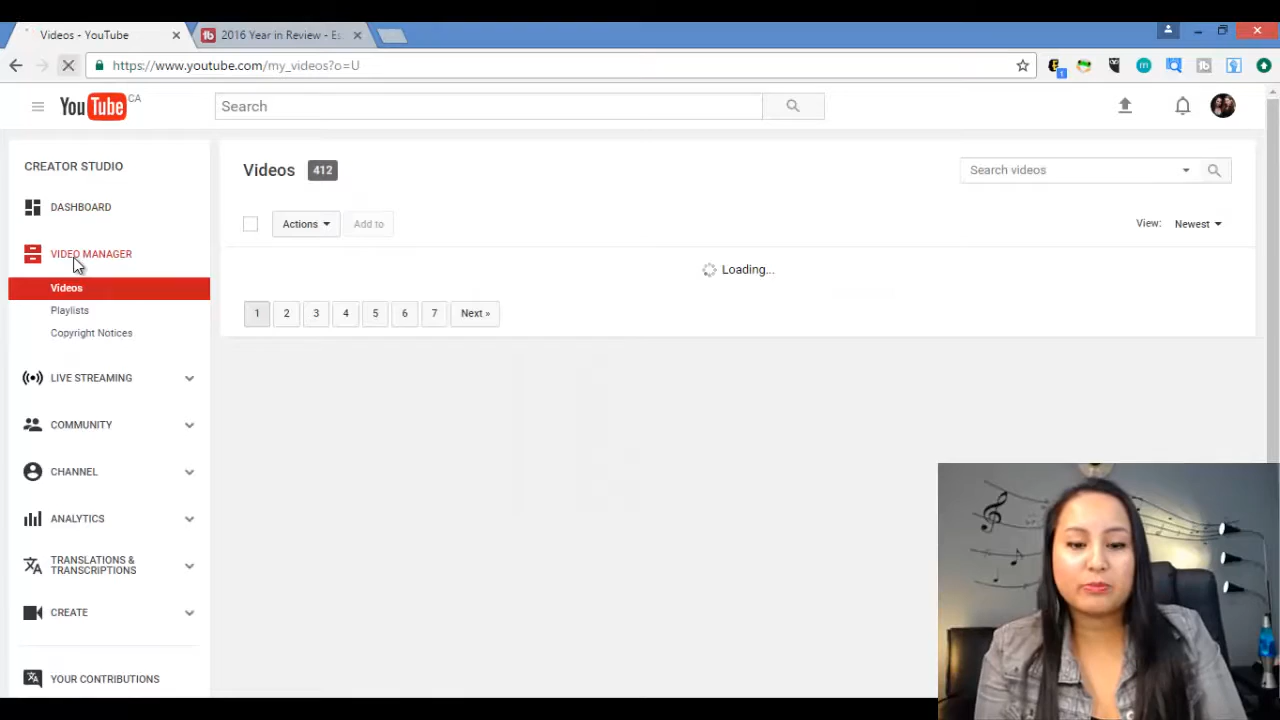 Videos - YouTube
2016 Year in Review - Es
https://www.youtube.com/my_videos?o=U
1
YouTube CA
Search
CREATOR STUDIO
DASHBOARD
VIDEO MANAGER
Videos
Playlists
Copyright Notices
LIVE STREAMING
COMMUNITY
CHANNEL
ANALYTICS
TRANSLATIONS &
TRANSCRIPTIONS
CREATE
YOUR CONTRIBUTIONS
Videos 412
Search videos
Actions
Add to
View: Newest
Loading...
1 2 3 4 5 6 7 Next »